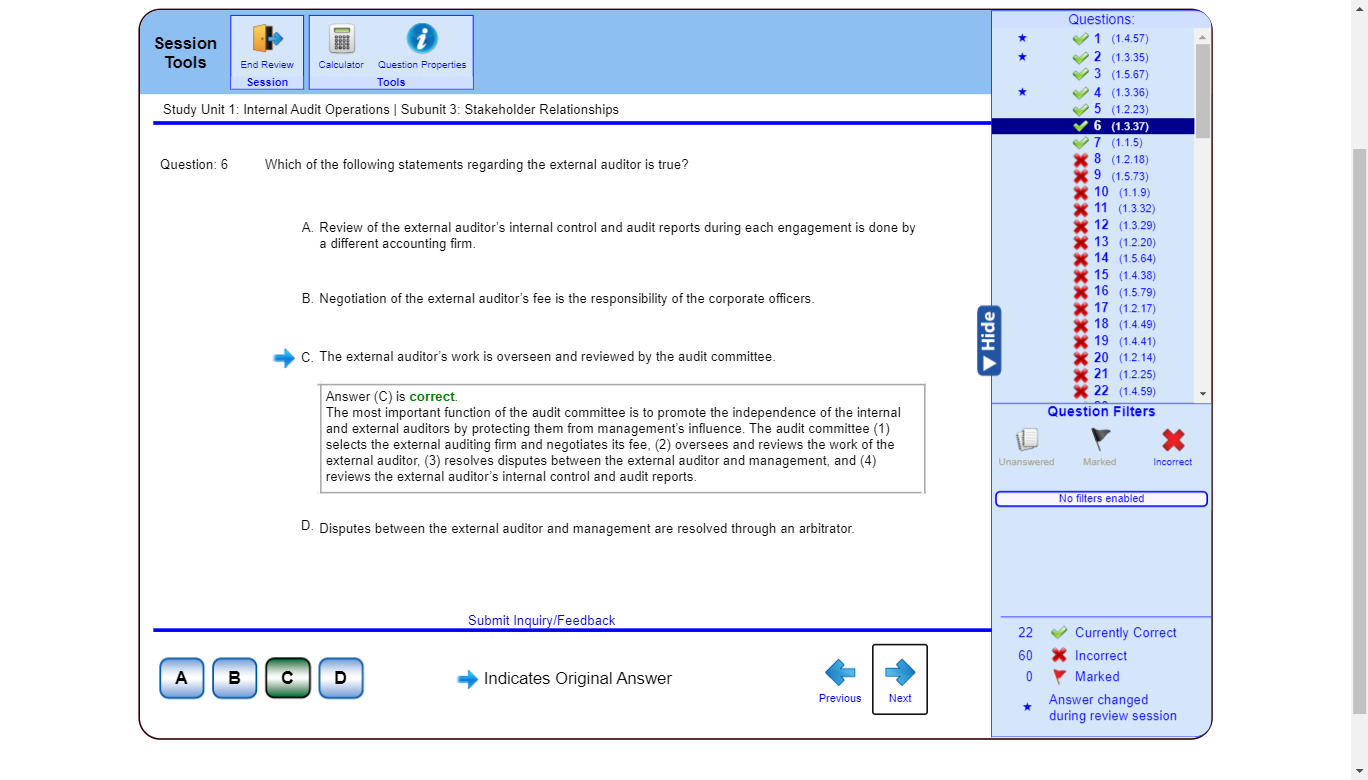 Session
Tools
End Review
Session
Calculator
Question Properties
Tools
Study Unit 1: Internal Audit Operations | Subunit 3: Stakeholder Relationships
Question: 6
Which of the following statements regarding the external auditor is true?
A. Review of the external auditor's internal control and audit reports during each engagement is done by
a different accounting firm.
B. Negotiation of the external auditor's fee is the responsibility of the corporate officers.
C. The external auditor's work is overseen and reviewed by the audit committee.
Answer (C) is correct.
The most important function of the audit committee is to promote the independence of the internal
and external auditors by protecting them from management's influence. The audit committee (1)
selects the external auditing firm and negotiates its fee, (2) oversees and reviews the work of the
external auditor, (3) resolves disputes between the external auditor and management, and (4)
reviews the external auditor's internal control and audit reports.
D. Disputes between the external auditor and management are resolved through an arbitrator.
Submit Inquiry/Feedback
A B C D
Indicates Original Answer
Previous
Next
Hide
Questions:
1 (1.4.57)
2 (1.3.35)
3 (1.5.67)
4 (1.3.36)
5 (1.2.23)
6 (1.3.37)
7 (1.1.5)
8 (1.2.18)
9 (1.5.73)
10 (1.1.9)
11 (1.3.32)
12 (1.3.29)
13 (1.2.20)
14 (1.5.64)
15 (1.4.38)
16 (1.5.79)
17 (1.2.17)
18 (1.4.49)
19 (1.4.41)
20 (1.2.14)
21 (1.2.25)
22 (1.4.59)
Question Filters
Unanswered
Marked
Incorrect
No filters enabled
22 Currently Correct
60 Incorrect
0 Marked
Answer changed
during review session